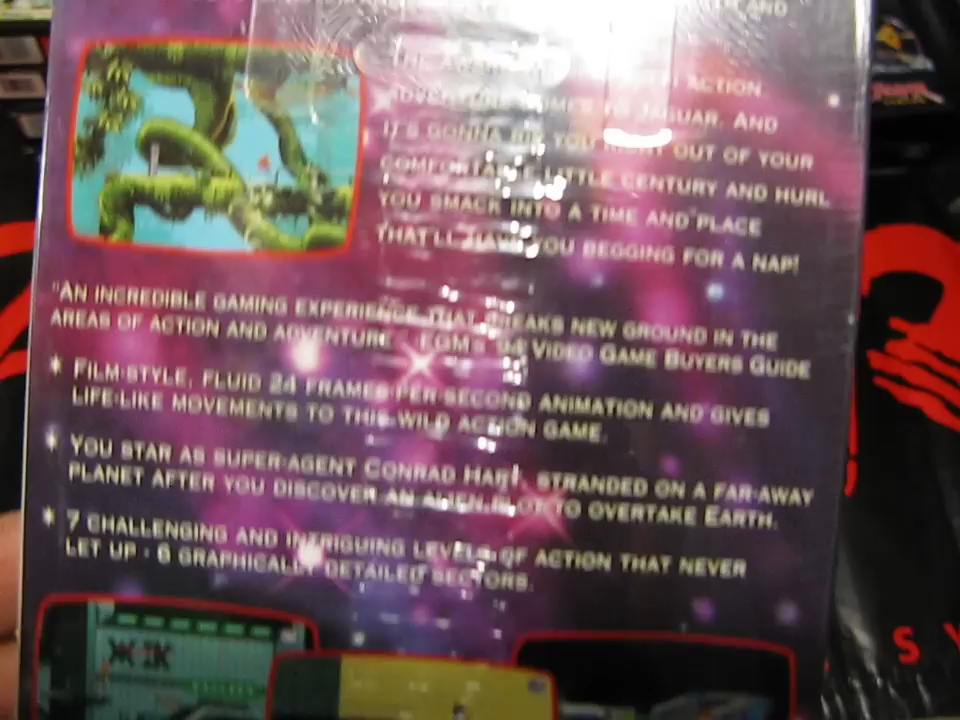 AND
THE ACTION
ADVENTURE COMES TO JAGUAR. AND
IT'S GONNA RIP YOU RIGHT OUT OF YOUR
COMFORTABLE LITTLE CENTURY AND HURL
YOU SMACK INTO A TIME AND PLACE
THAT'LL HAVE YOU BEGGING FOR A NAP!
"AN INCREDIBLE GAMING EXPERIENCE THAT BREAKS NEW GROUND IN THE
AREAS OF ACTION AND ADVENTURE EGM'S VIDEO GAME BUYERS GUIDE
* FILM-STYLE, FLUID 24 FRAMES-PER-SECOND ANIMATION AND GIVES
LIFE-LIKE MOVEMENTS TO THIS WILD ACTION GAME.
* YOU STAR AS SUPER-AGENT CONRAD HART, STRANDED ON A FAR-AWAY
PLANET AFTER YOU DISCOVER AN ALIEN PLOT TO OVERTAKE EARTH.
* 7 CHALLENGING AND INTRIGUING LEVELS OF ACTION THAT NEVER
LET UP - 6 GRAPHICALLY DETAILED SECTORS.
S Y